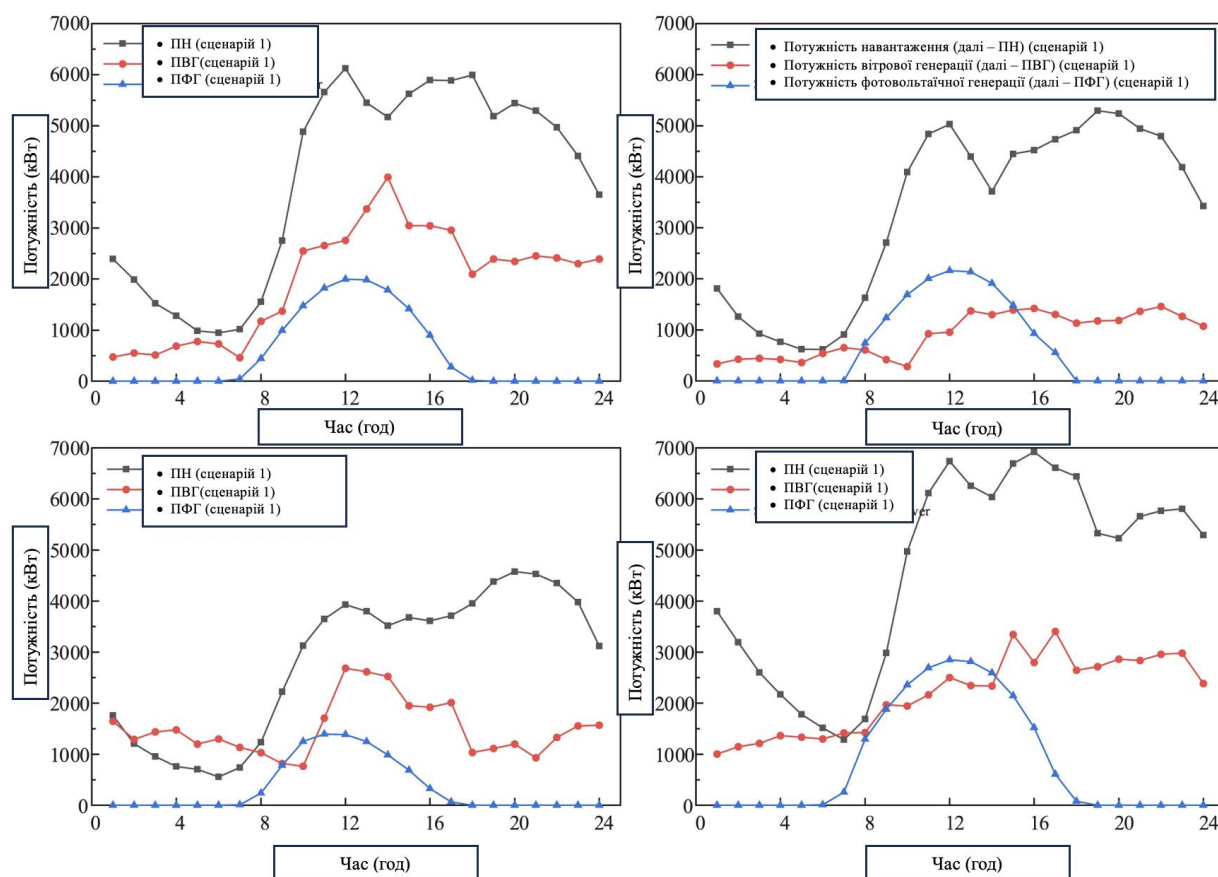 7000
6000
5000
4000
3000
2000
1000
0
Потужність (кВт)
• ПН (сценарій 1)
• ПВГ(сценарій 1)
• ПФГ (сценарій 1)
0 4 8 12 16 20 24
Час (год)
7000
6000
5000
4000
3000
2000
1000
0
Потужність (кВт)
• Потужність навантаження (далі – ПН) (сценарій 1)
• Потужність вітрової генерації (далі – ПВГ) (сценарій 1)
• Потужність фотовольтаїчної генерації (далі – ПФГ) (сценарій 1)
0 4 8 12 16 20 24
Час (год)
7000
6000
5000
4000
3000
2000
1000
0
Потужність (кВт)
• ПН (сценарій 1)
• ПВГ(сценарій 1)
• ПФГ (сценарій 1)
0 4 8 12 16 20 24
Час (год)
7000
6000
5000
4000
3000
2000
1000
0
Потужність (кВт)
• ПН (сценарій 1)
• ПВГ(сценарій 1)
• ПФГ (сценарій 1)
0 4 8 12 16 20 24
Час (год)